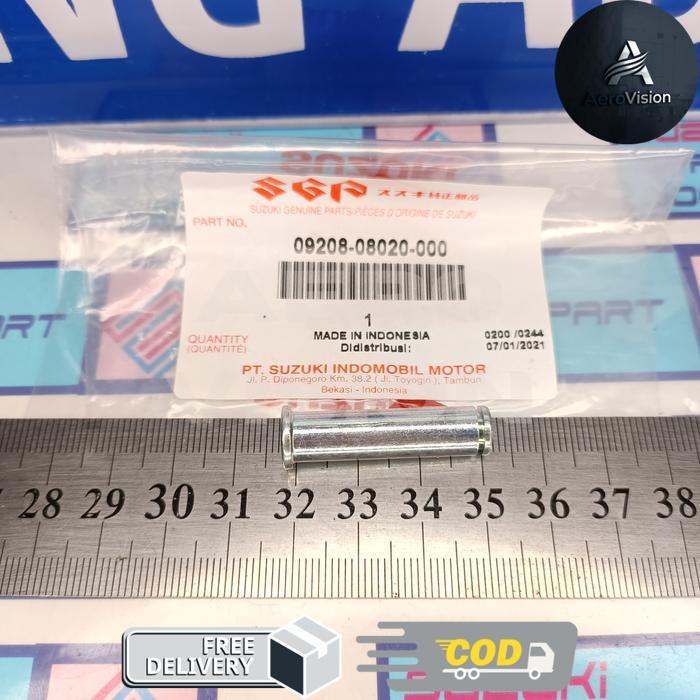 AeroVision
SGP スズキ純正部品
SUZUKI GENUINE PARTS/PIÈCES D'ORIGINE DE SUZUKI
PART NO.
09208-08020-000
1
QUANTITY
(QUANTITÉ)
MADE IN INDONESIA
Didistribusi:
0200 /0244
07/01/2021
PT. SUZUKI INDOMOBIL MOTOR
Jl. P. Diponegoro Km. 38.2 ( Jl. Toyogiri ), Tambun
Bekasi - Indonesia
PART
28 29 30 31 32 33 34 35 36 37 38
FREE
DELIVERY
COD
SUZUKI